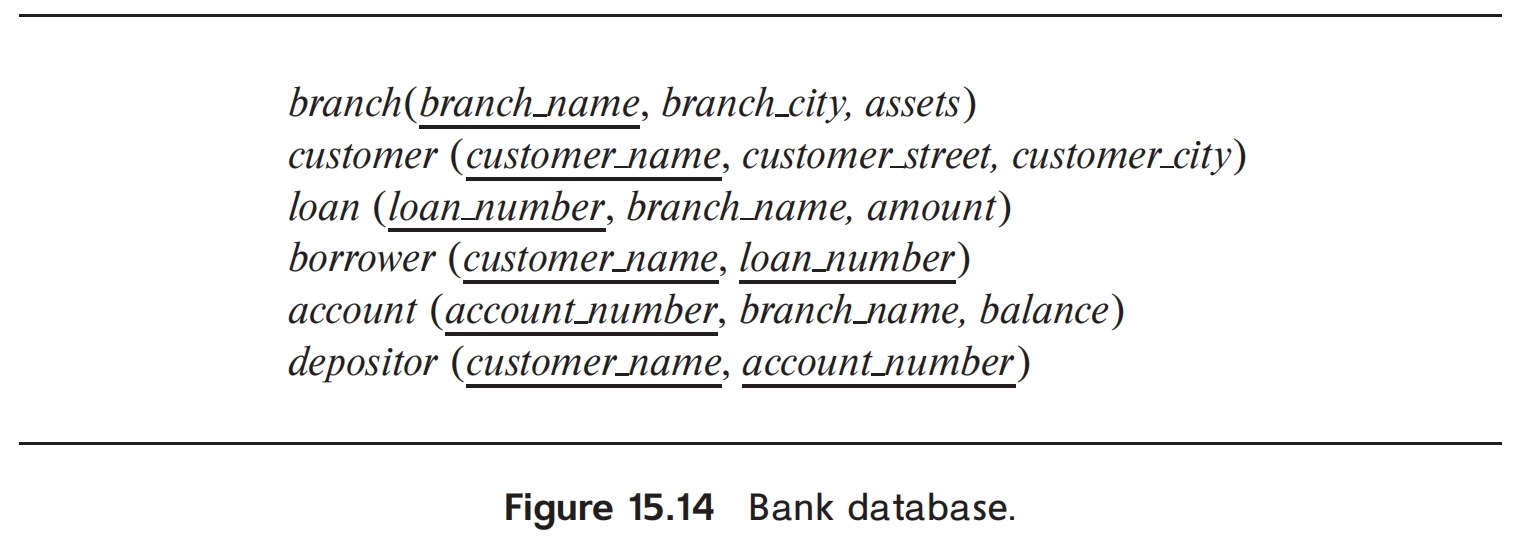 branch(branch_name, branch_city, assets)
customer (customer_name, customer_street, customer_city)
loan (loan_number, branch_name, amount)
borrower (customer_name, loan_number)
account (account_number, branch_name, balance)
depositor (customer_name, account_number)
Figure 15.14 Bank database.